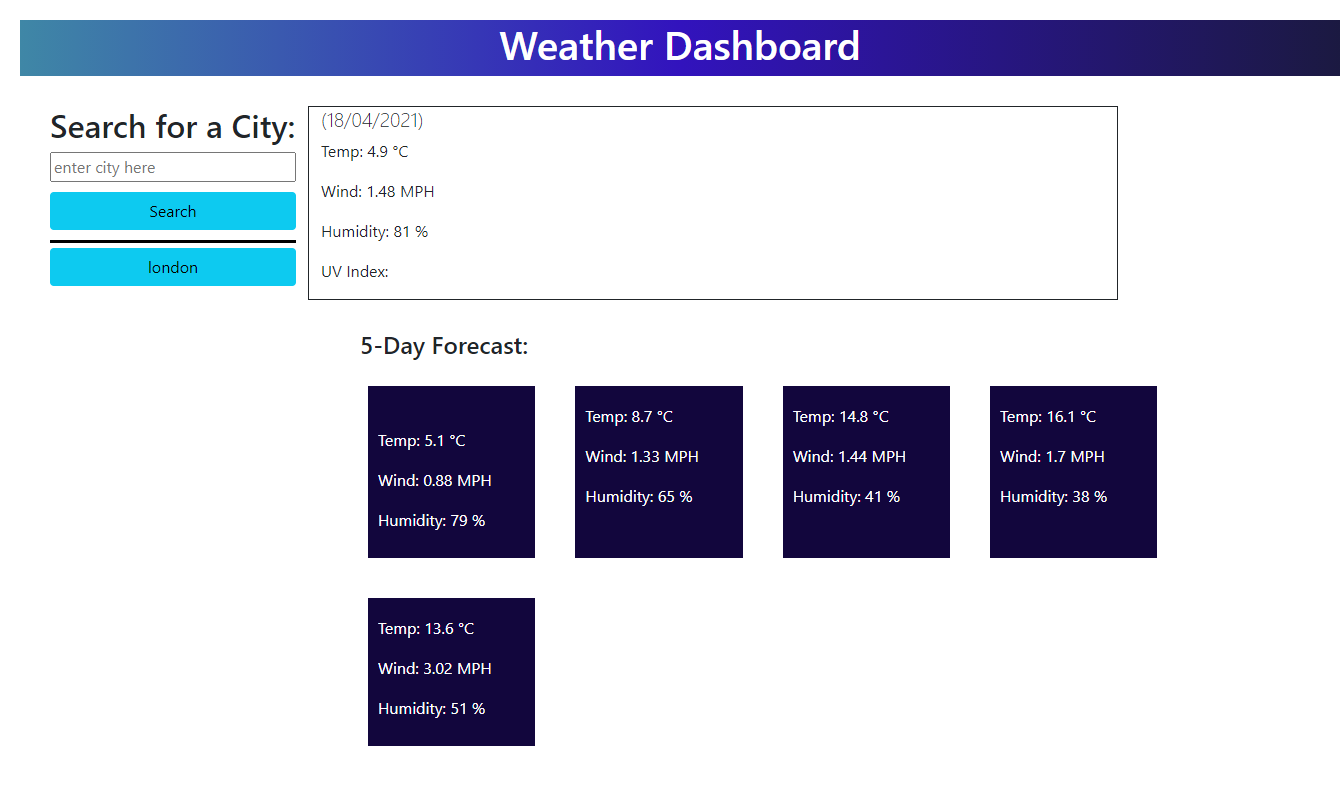 Weather Dashboard
Search for a City:
enter city here
Search
london
(18/04/2021)
Temp: 4.9 °C
Wind: 1.48 MPH
Humidity: 81 %
UV Index:
5-Day Forecast:
Temp: 5.1 °C
Wind: 0.88 MPH
Humidity: 79 %
Temp: 8.7 °C
Wind: 1.33 MPH
Humidity: 65 %
Temp: 14.8 °C
Wind: 1.44 MPH
Humidity: 41 %
Temp: 16.1 °C
Wind: 1.7 MPH
Humidity: 38 %
Temp: 13.6 °C
Wind: 3.02 MPH
Humidity: 51 %